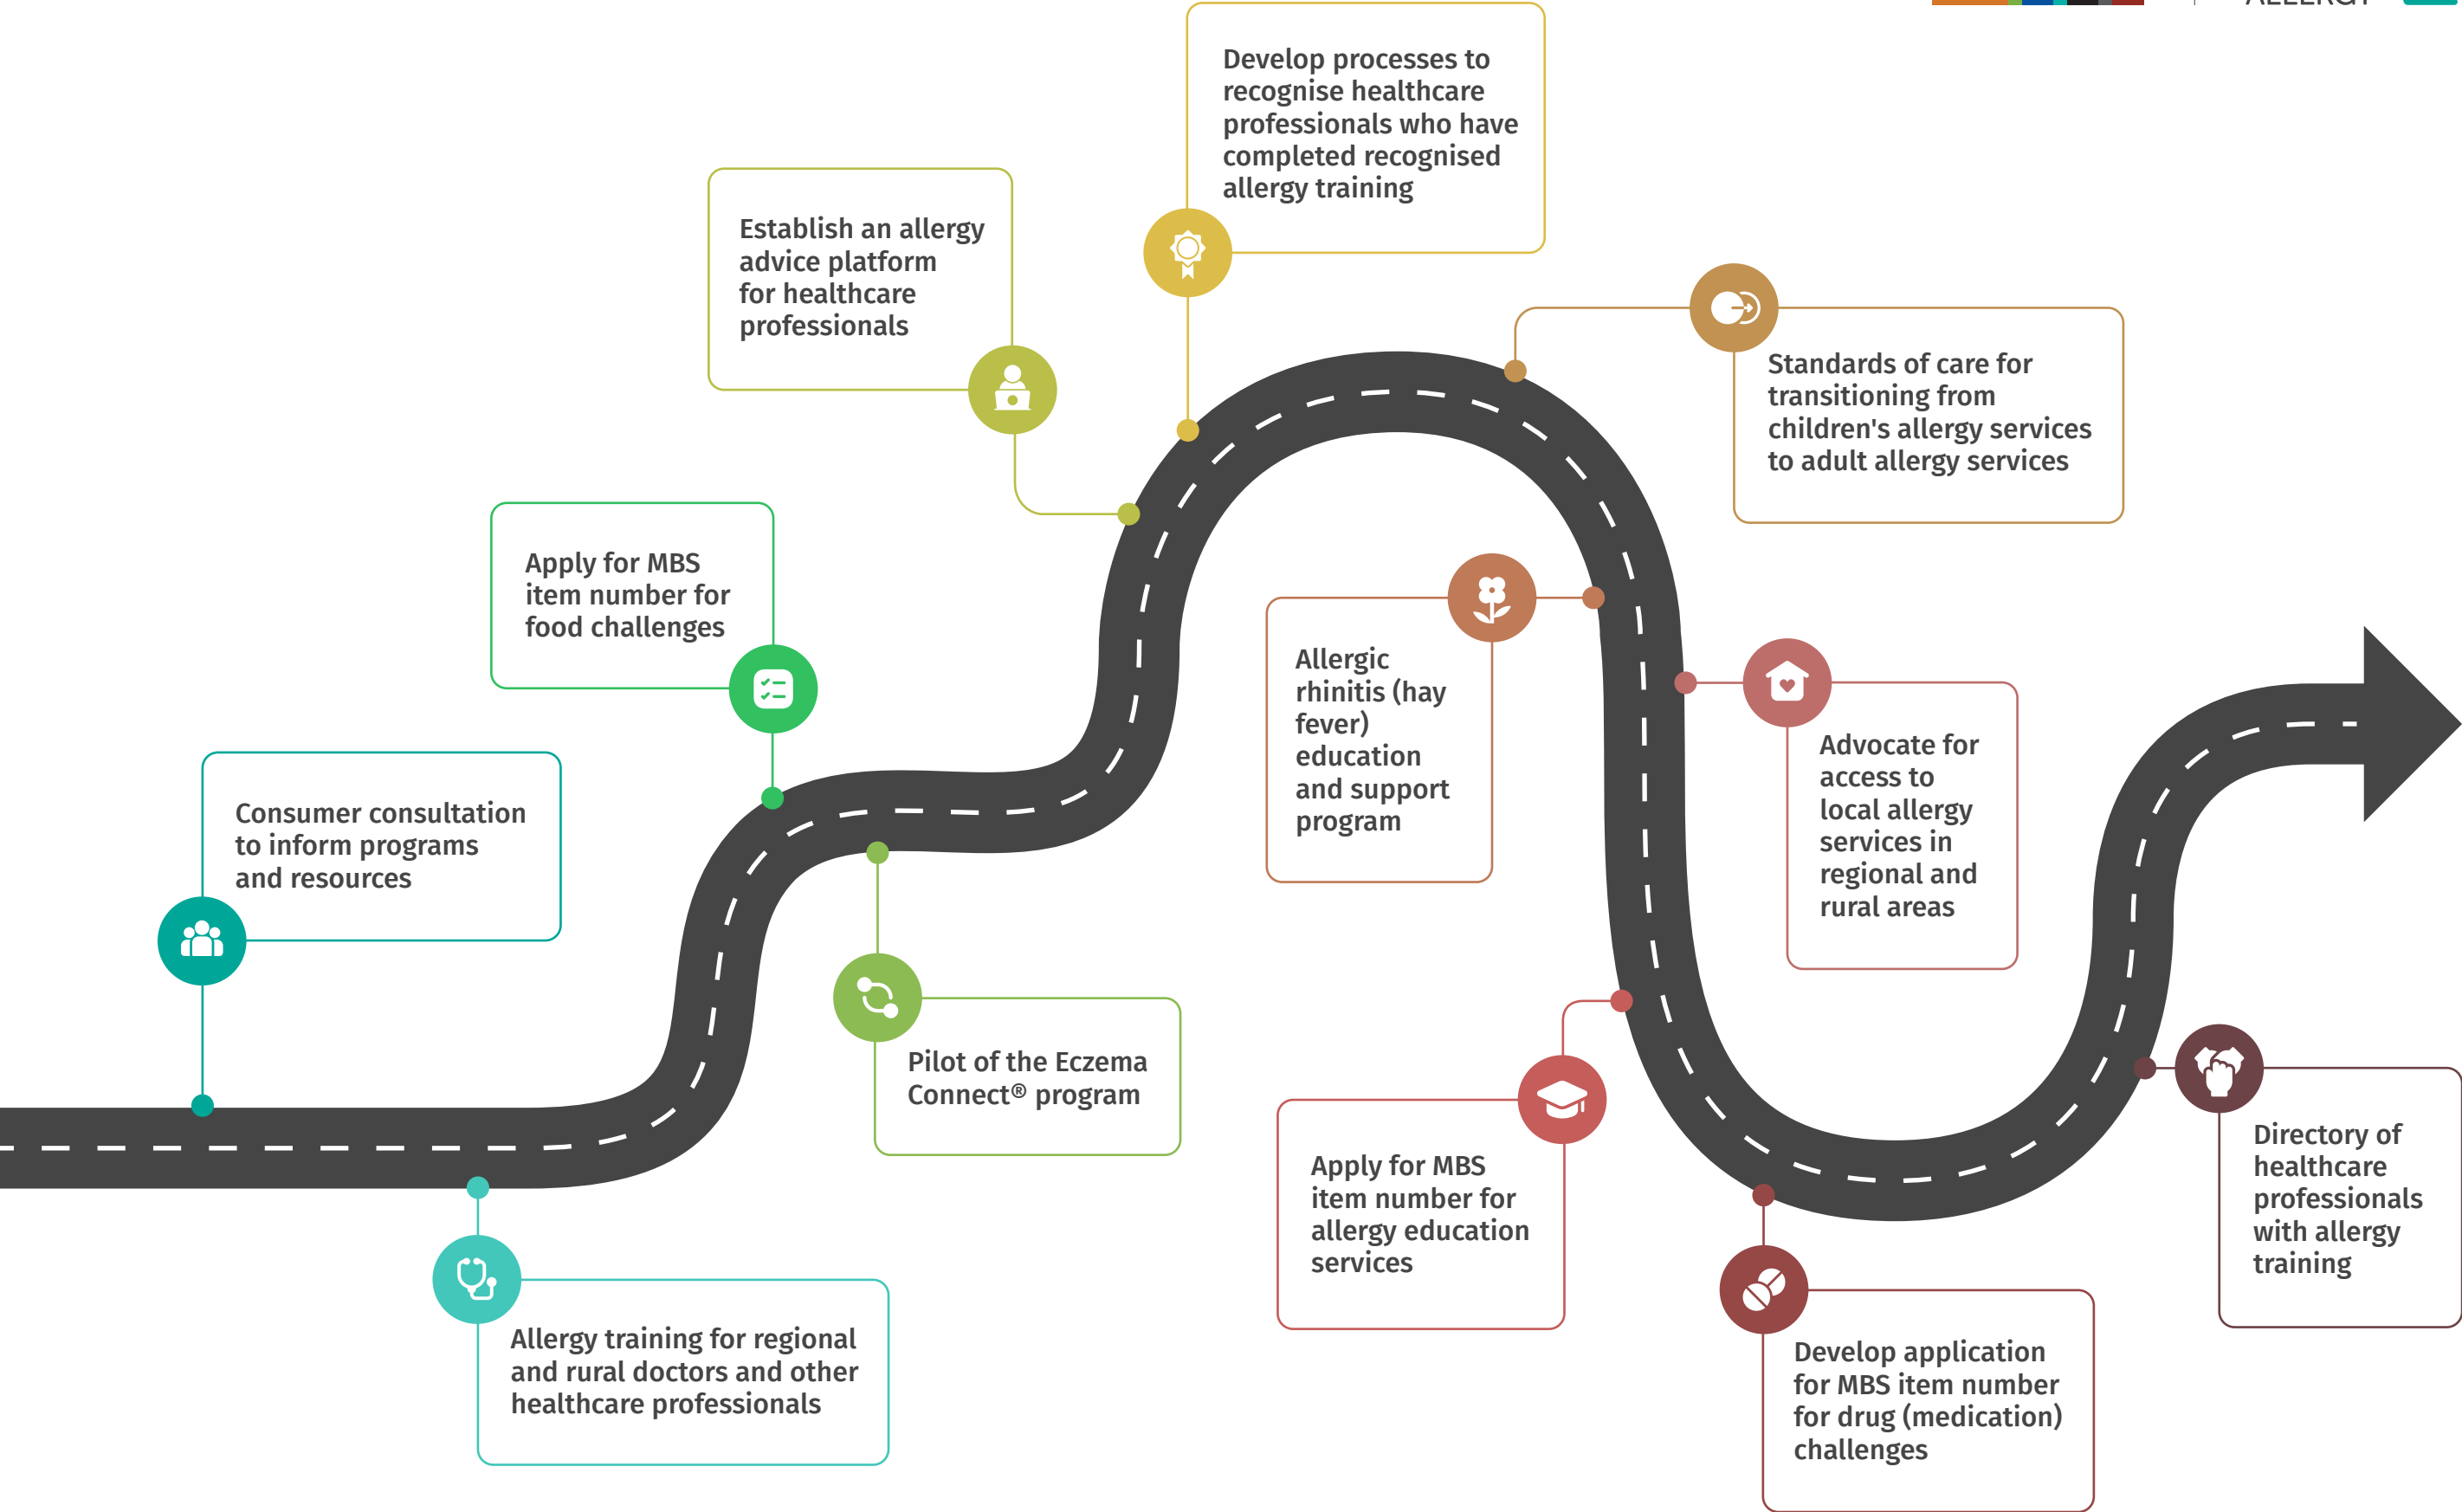 ALLERGY
Develop processes to
recognise healthcare
professionals who have
completed recognised
allergy training
Establish an allergy
advice platform
for healthcare
professionals
Standards of care for
transitioning from
children's allergy services
to adult allergy services
Apply for MBS
item number for
food challenges
Allergic
rhinitis (hay
fever)
education
and support
program
Advocate for
access to
local allergy
services in
regional and
rural areas
Consumer consultation
to inform programs
and resources
Pilot of the Eczema
Connect® program
Apply for MBS
item number for
allergy education
services
Directory of
healthcare
professionals
with allergy
training
Allergy training for regional
and rural doctors and other
healthcare professionals
Develop application
for MBS item number
for drug (medication)
challenges